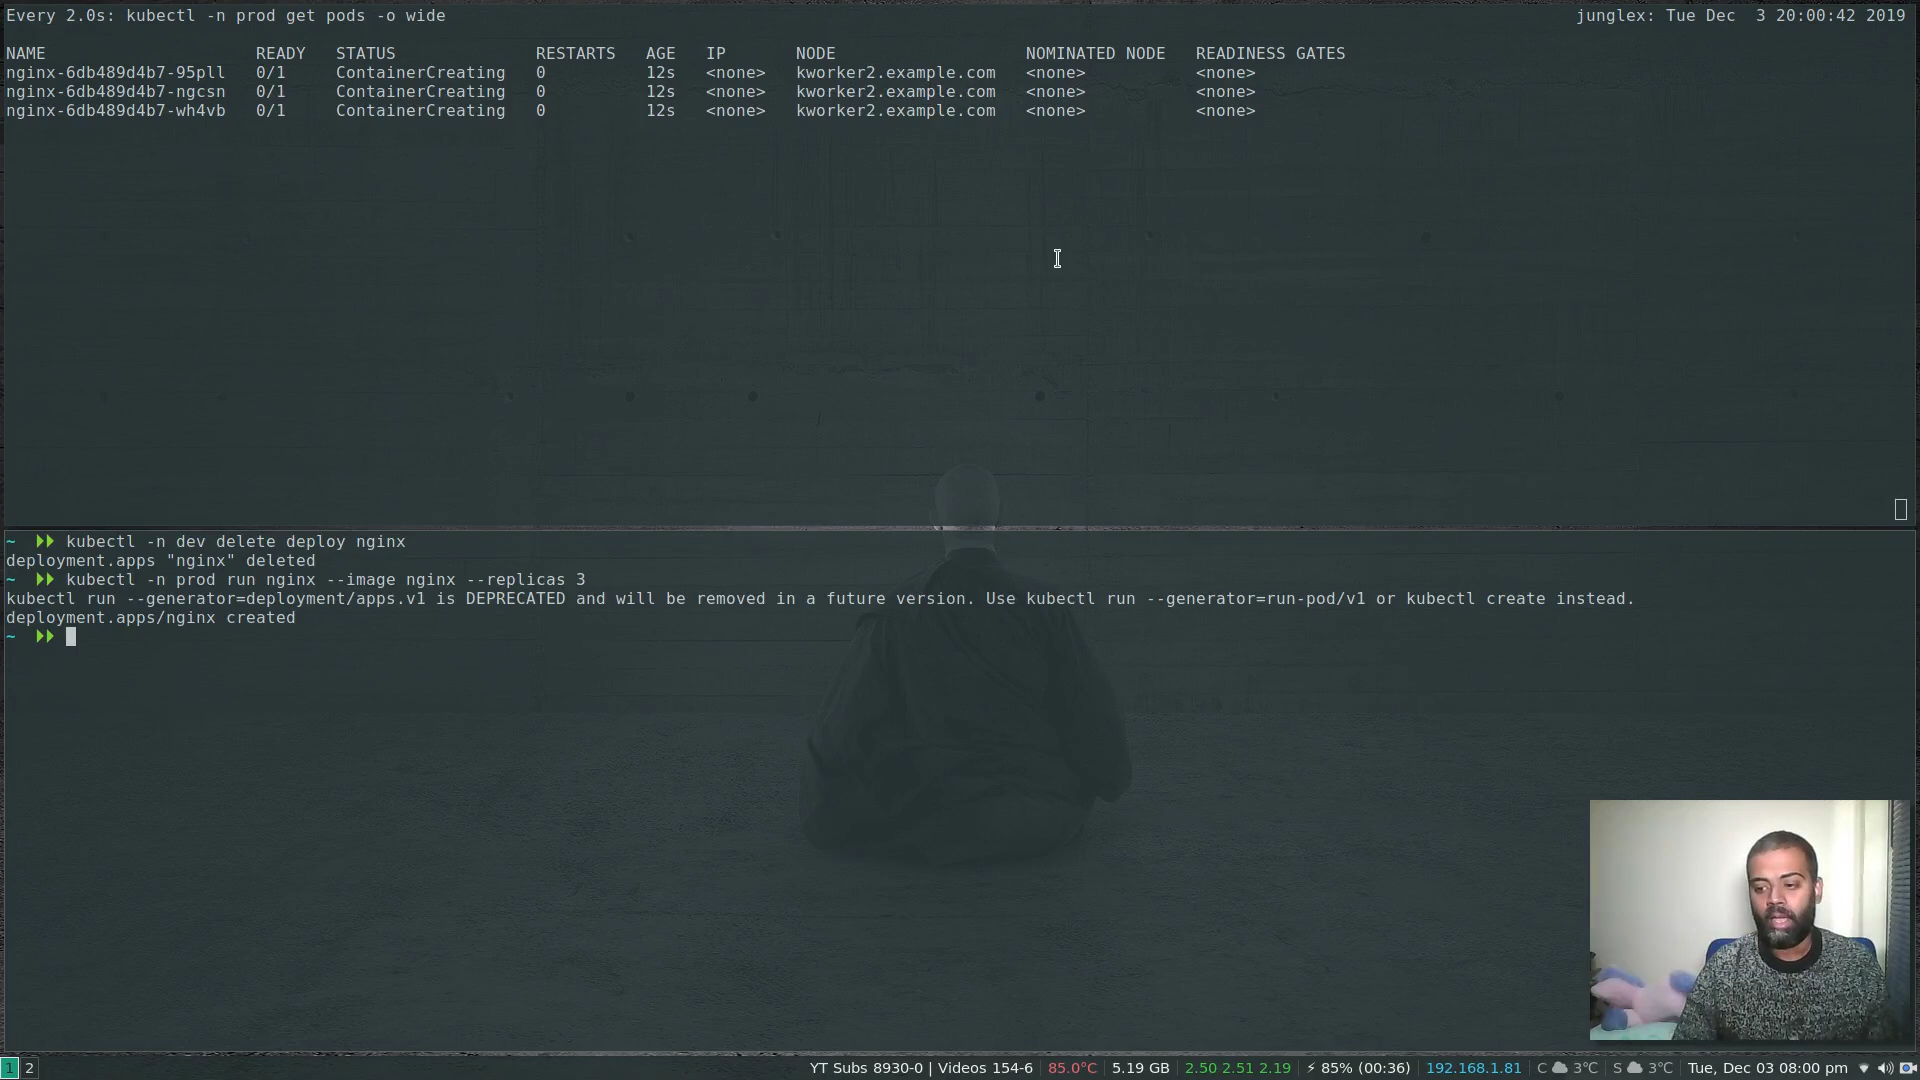 Every 2.0s: kubectl -n prod get pods -o wide junglex: Tue Dec  3 20:00:42 2019
NAME READY STATUS RESTARTS AGE IP NODE NOMINATED NODE READINESS GATES
nginx-6db489d4b7-95pll 0/1 ContainerCreating 0 12s <none> kworker2.example.com <none> <none>
nginx-6db489d4b7-ngcsn 0/1 ContainerCreating 0 12s <none> kworker2.example.com <none> <none>
nginx-6db489d4b7-wh4vb 0/1 ContainerCreating 0 12s <none> kworker2.example.com <none> <none>
~ kubectl -n dev delete deploy nginx
deployment.apps "nginx" deleted
~ kubectl -n prod run nginx --image nginx --replicas 3
kubectl run --generator=deployment/apps.v1 is DEPRECATED and will be removed in a future version. Use kubectl run --generator=run-pod/v1 or kubectl create instead.
deployment.apps/nginx created
~
1 2 YT Subs 8930-0 | Videos 154-6 85.0°C 5.19 GB 2.50 2.51 2.19 ⚡ 85% (00:36) 192.168.1.81 C 3℃ S 3℃ Tue, Dec 03 08:00 pm